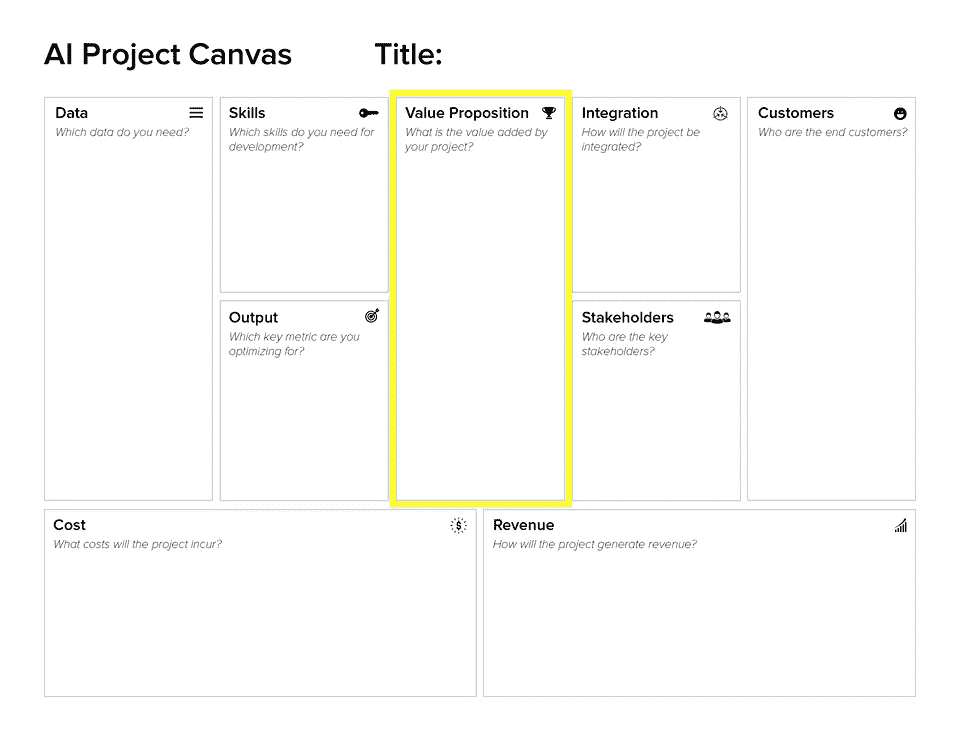 AI Project Canvas
Title:
Data
Which data do you need?
Skills
Which skills do you need for
development?
Value Proposition
What is the value added by
your project?
Integration
How will the project be
integrated?
Customers
Who are the end customers?
Output
Which key metric are you
optimizing for?
Stakeholders
Who are the key
stakeholders?
Cost
$
What costs will the project incur?
Revenue
How will the project generate revenue?